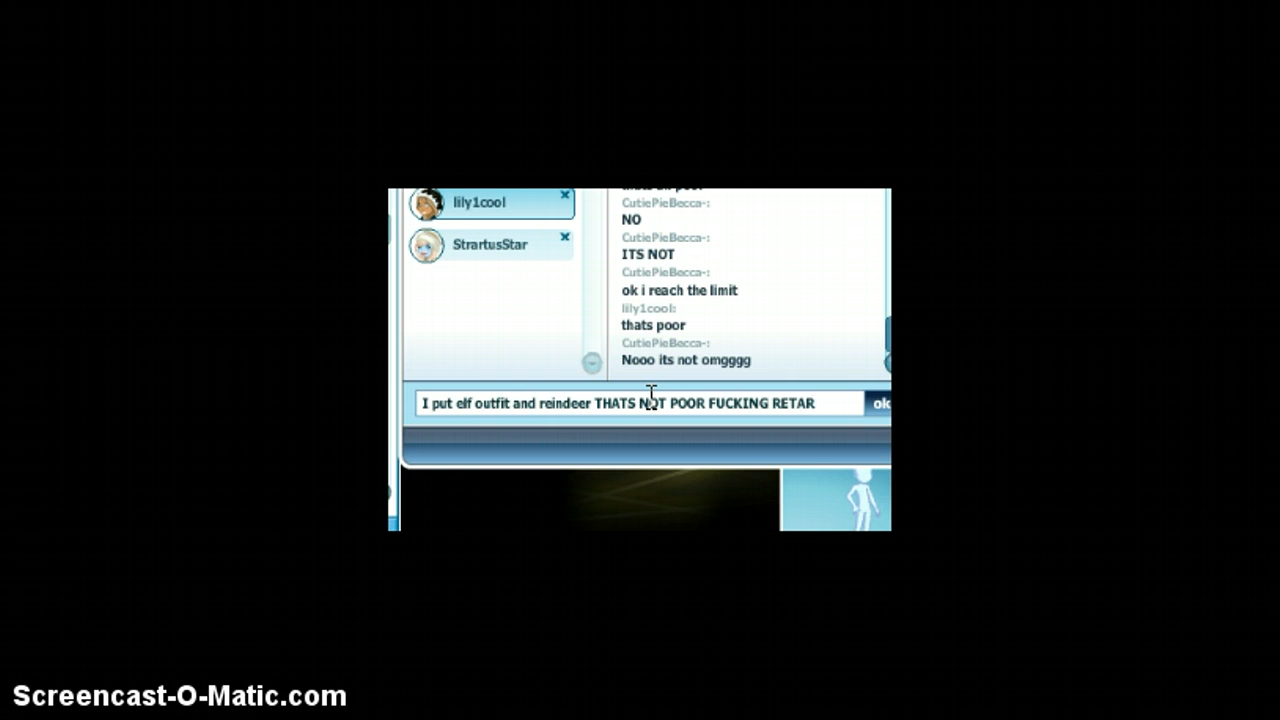 lily1cool
StrartusStar
CutiePieBecca-:
NO
CutiePieBecca-:
ITS NOT
CutiePieBecca-:
ok i reach the limit
lily1cool:
thats poor
CutiePieBecca-:
Nooo its not omgggg
I put elf outfit and reindeer THATS NOT POOR FUCKING RETAR
ok
Screencast-O-Matic.com